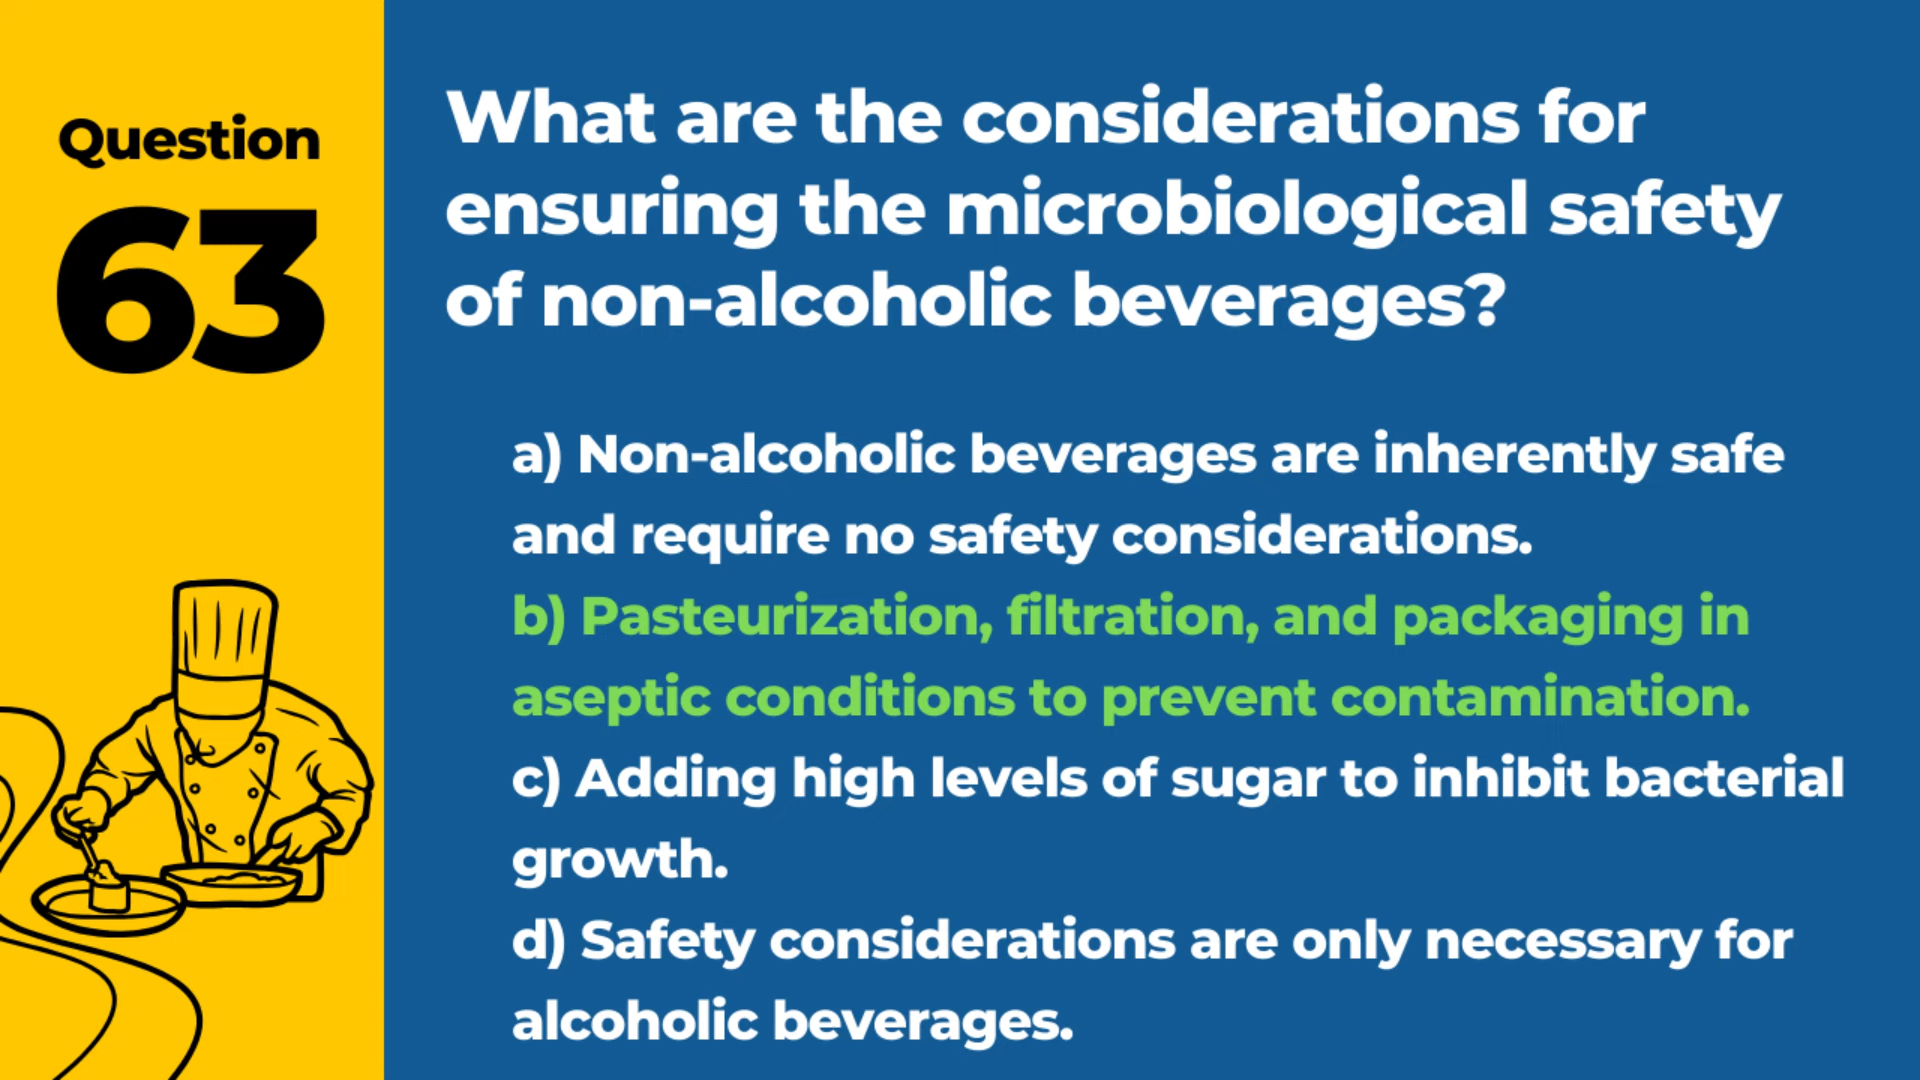 Question
63
What are the considerations for
ensuring the microbiological safety
of non-alcoholic beverages?
a) Non-alcoholic beverages are inherently safe
and require no safety considerations.
b) Pasteurization, filtration, and packaging in
aseptic conditions to prevent contamination.
c) Adding high levels of sugar to inhibit bacterial
growth.
d) Safety considerations are only necessary for
alcoholic beverages.